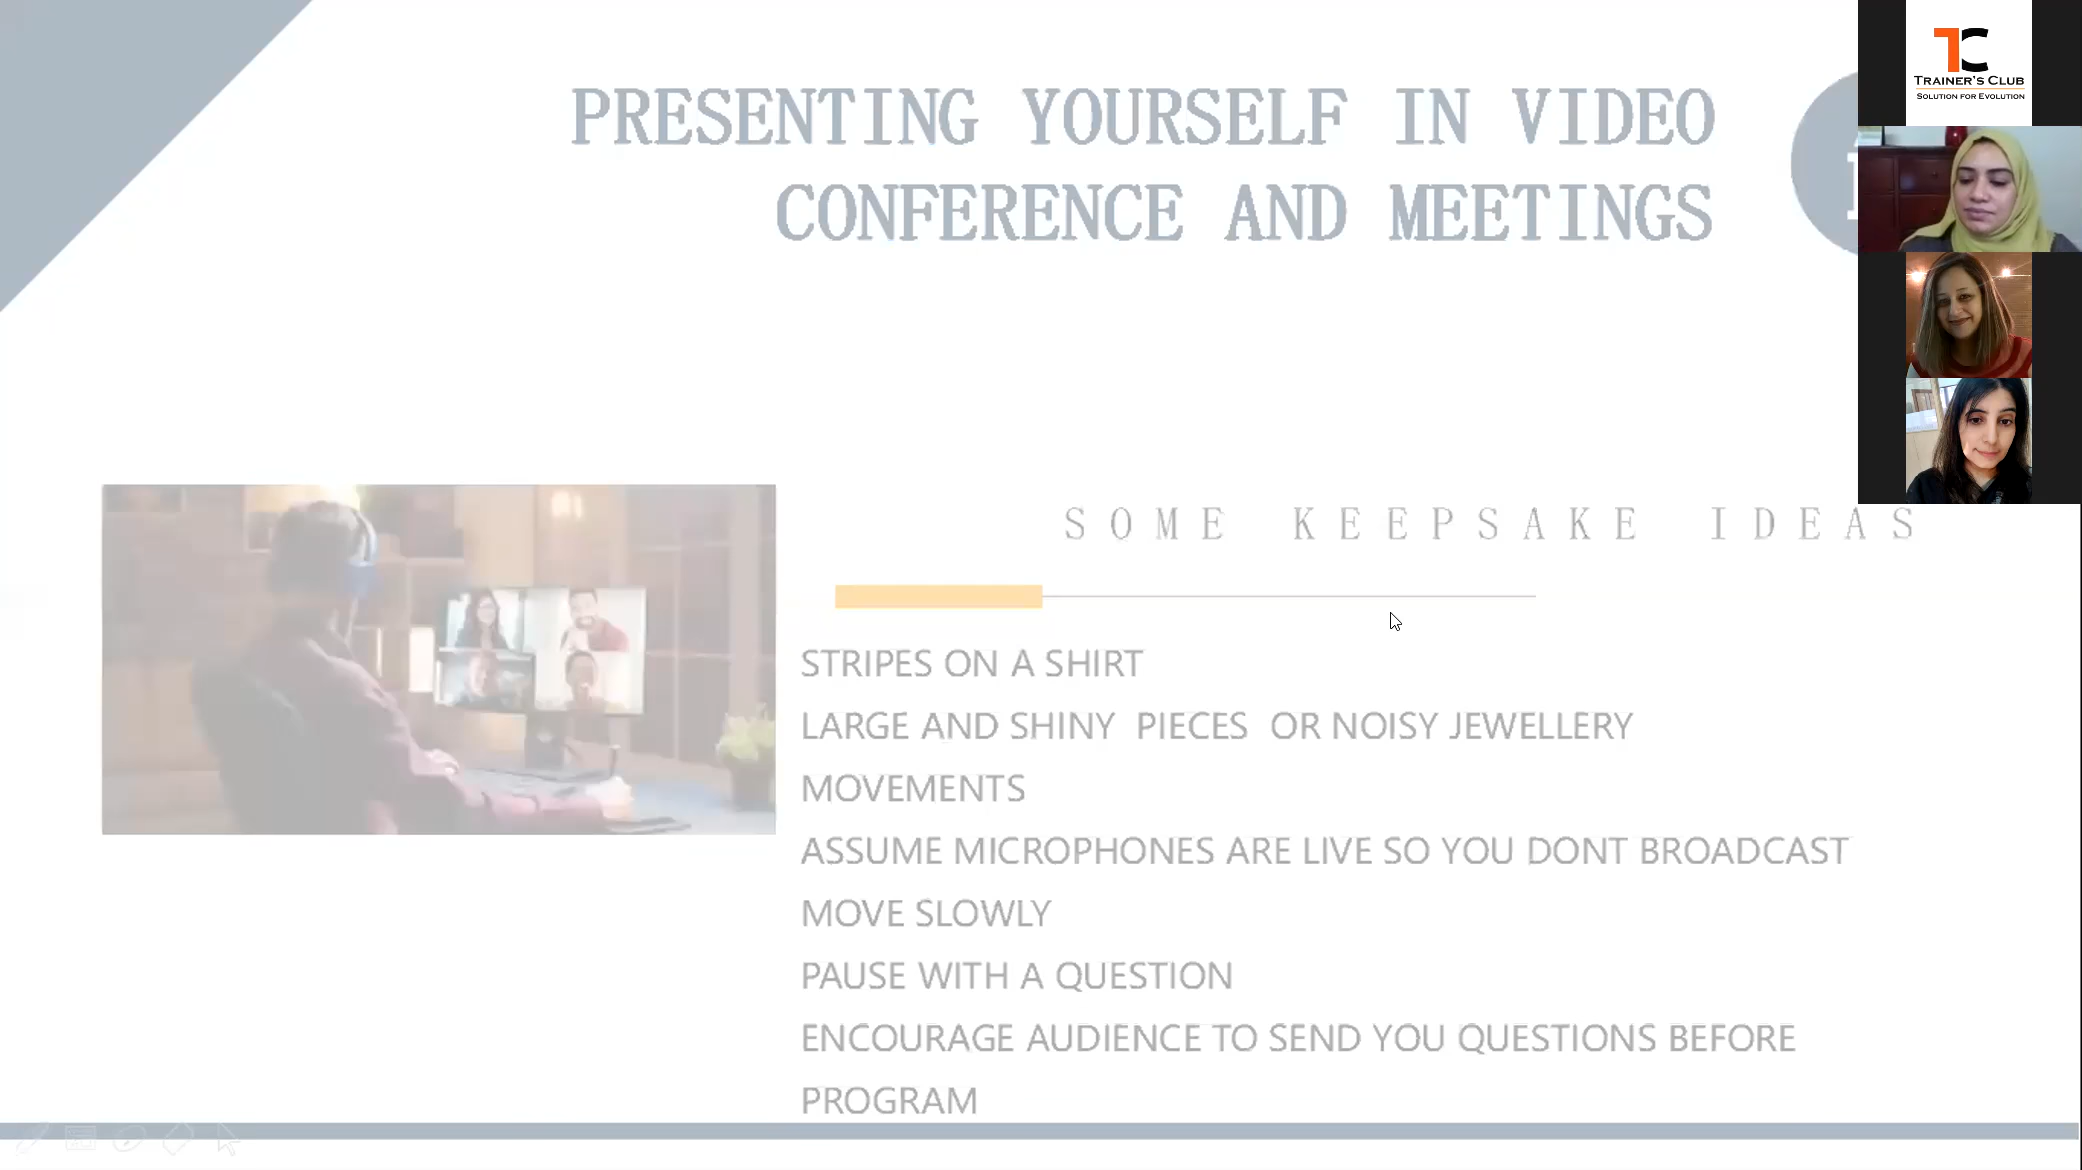 PRESENTING YOURSELF IN VIDEO
CONFERENCE AND MEETINGS
TRAINER'S CLUB
SOLUTION FOR EVOLUTION
SOME KEEPSAKE IDEAS
STRIPES ON A SHIRT
LARGE AND SHINY PIECES OR NOISY JEWELLERY
MOVEMENTS
ASSUME MICROPHONES ARE LIVE SO YOU DONT BROADCAST
MOVE SLOWLY
PAUSE WITH A QUESTION
ENCOURAGE AUDIENCE TO SEND YOU QUESTIONS BEFORE
PROGRAM